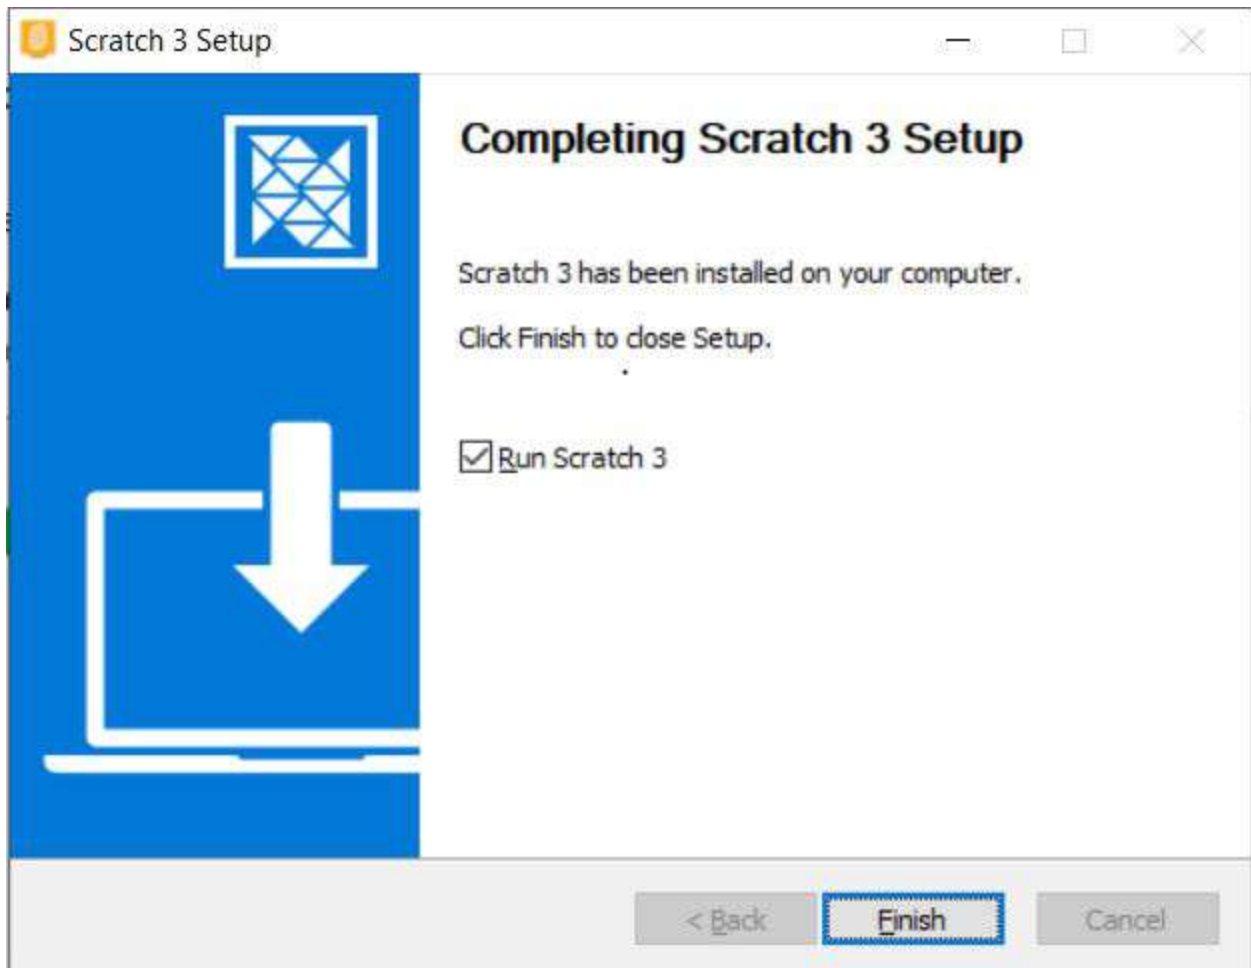 Scratch 3 Setup
Completing Scratch 3 Setup
Scratch 3 has been installed on your computer.
Click Finish to close Setup.
Run Scratch 3
< Back Finish Cancel